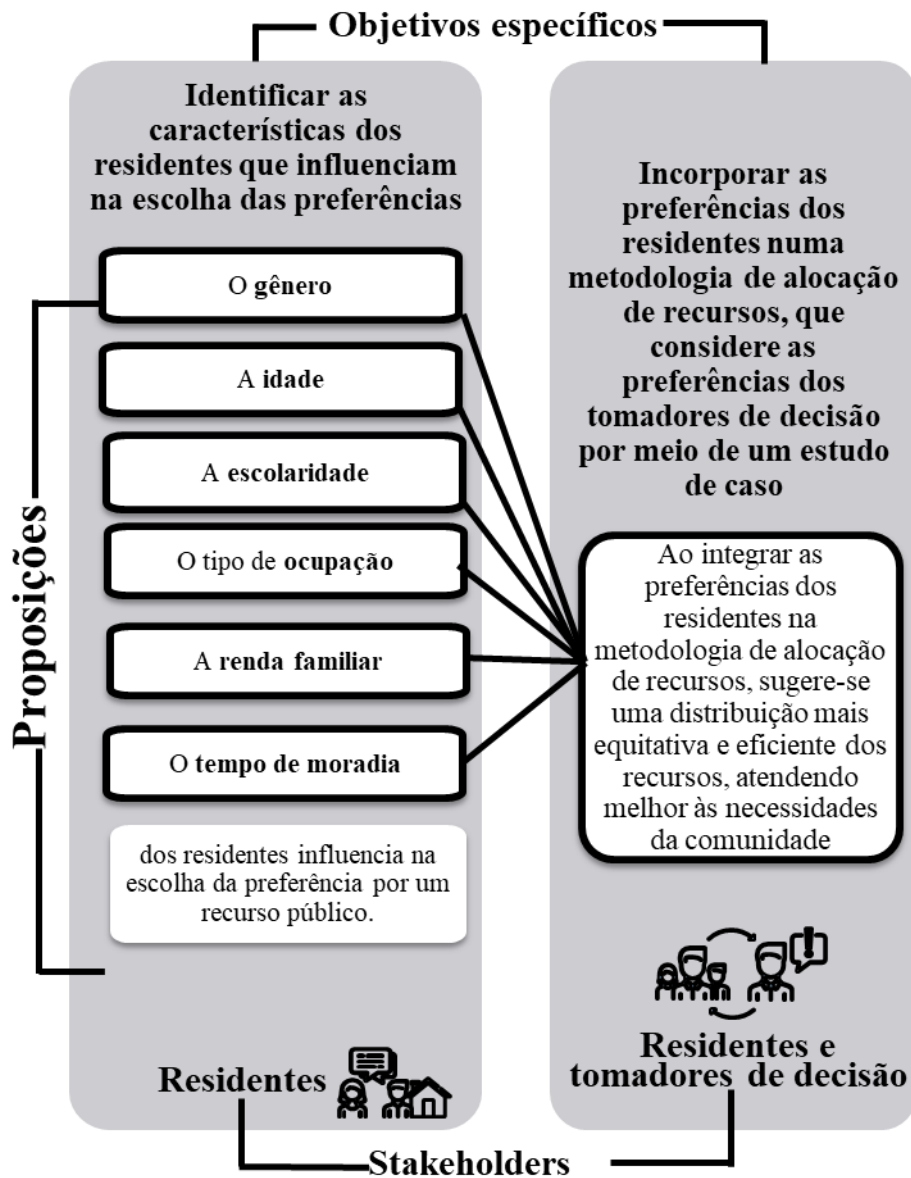 Objetivos específicos
Identificar as
características dos
residentes que influenciam
na escolha das preferências
O gênero
A idade
A escolaridade
O tipo de ocupação
A renda familiar
O tempo de moradia
dos residentes influencia na
escolha da preferência por um
recurso público.
Proposições
Residentes
Incorporar as
preferências dos
residentes numa
metodologia de alocação
de recursos, que
considere as
preferências dos
tomadores de decisão
por meio de um estudo
de caso
Ao integrar as
preferências dos
residentes na
metodologia de alocação
de recursos, sugere-se
uma distribuição mais
equitativa e eficiente dos
recursos, atendendo
melhor às necessidades
da comunidade
Residentes e
tomadores de decisão
Stakeholders